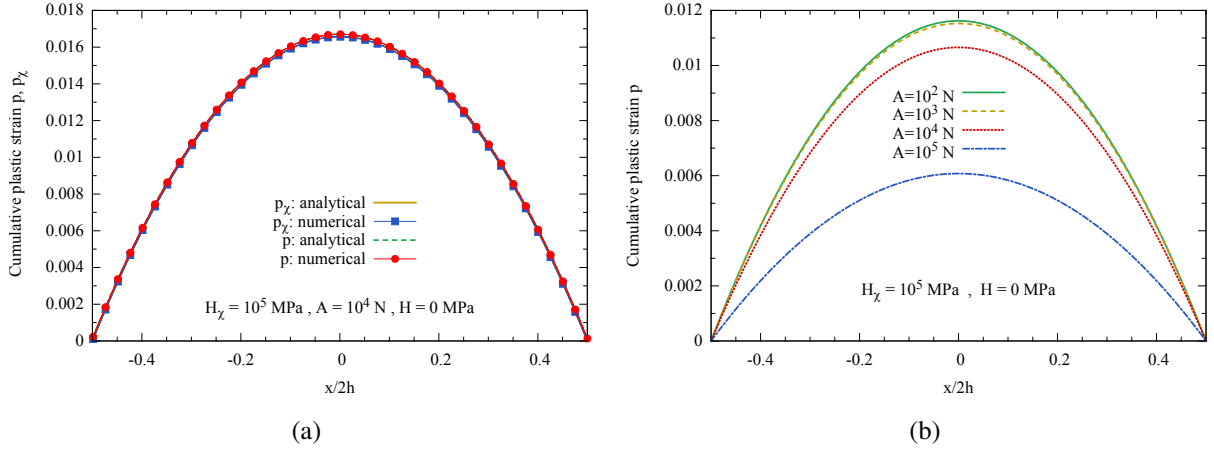 0.018
0.016
0.014
0.012
0.01
0.008
0.006
0.004
0.002
0
Cumulative plastic strain p, pχ
pχ: analytical
pχ: numerical
p: analytical
p: numerical
Hχ = 10⁵ MPa , A = 10⁴ N , H = 0 MPa
-0.4 -0.2 0 0.2 0.4
x/2h
(a)
0.012
0.01
0.008
0.006
0.004
0.002
0
Cumulative plastic strain p
A=10² N
A=10³ N
A=10⁴ N
A=10⁵ N
Hχ = 10⁵ MPa , H = 0 MPa
-0.4 -0.2 0 0.2 0.4
x/2h
(b)